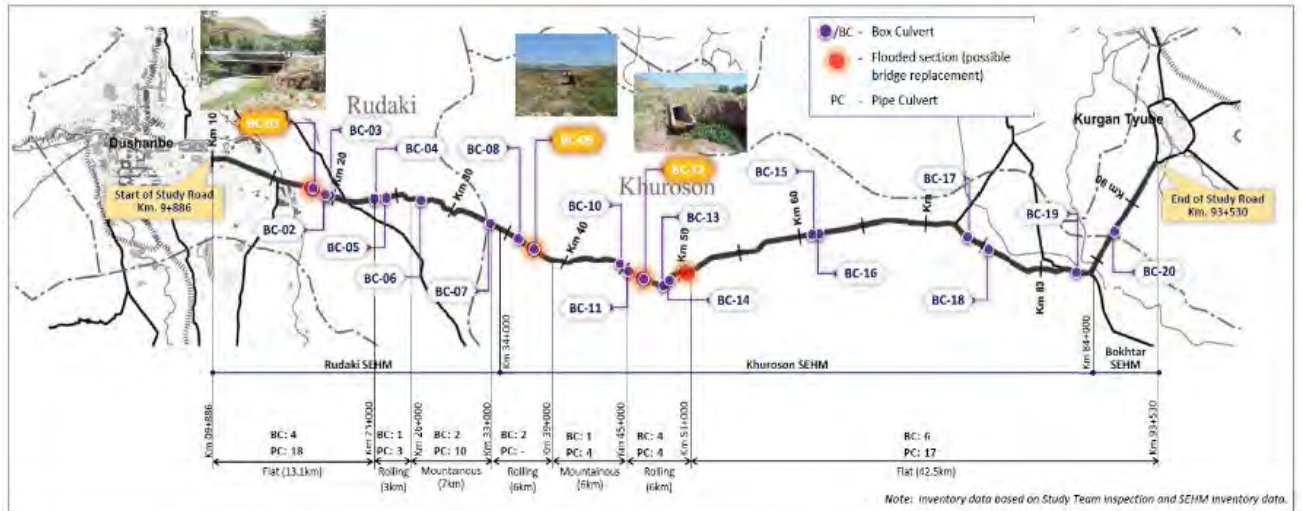 /BC - Box Culvert
- Flooded section (possible
bridge replacement)
PC - Pipe Culvert
Rudaki
Khuroson
Dushanbe
Kurgan Tyube
Start of Study Road
Km. 9+886
End of Study Road
Km. 93+530
Km 10
Km 20
Km 40
Km 50
Km 60
Km
Km 83
Km 90
BC-03
BC-04
BC-08
BC-09
BC-12
BC-15
BC-17
BC-10
BC-13
BC-19
BC-02
BC-05
BC-06
BC-07
BC-11
BC-14
BC-16
BC-18
BC-20
Km 34+000
Km 84+000
Rudaki SEHM
Khuroson SEHM
Bokhtar
SEHM
Km 09+886
Km 26+000
Km 33+000
Km 39+000
Km 45+000
Km 51+000
Km 93+530
BC: 4
PC: 18
Flat (13.1km)
BC: 1
PC: 3
Rolling
(3km)
BC: 2
PC: 10
Mountainous
(7km)
BC: 2
PC: -
Rolling
(6km)
BC: 1
PC: 4
Mountainous
(6km)
BC: 4
PC: 4
Rolling
(6km)
BC: 6
PC: 17
Flat (42.5km)
Note: Inventory data based on Study Team inspection and SEHM inventory data.